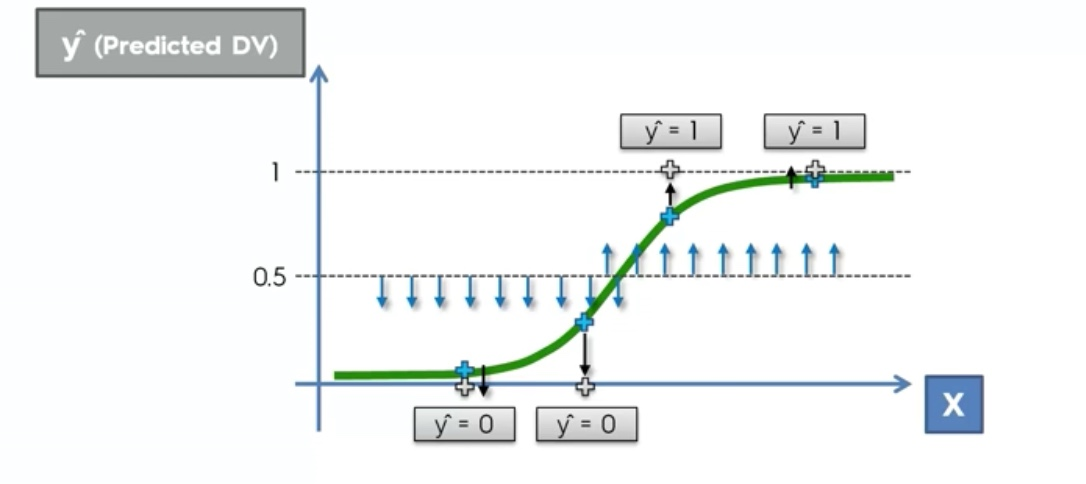 ŷ (Predicted DV)
ŷ = 1
ŷ = 1
1
0.5
ŷ = 0
ŷ = 0
X